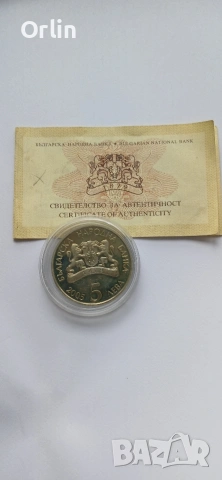 Orlin
БЪЛГАРСКА НАРОДНА БАНКА ★ BULGARIAN NATIONAL BANK
1879
СВИДЕТЕЛСТВО ЗА АВТЕНТИЧНОСТ
CERTIFICATE OF AUTHENTICITY
БЪЛГАРСКА НАРОДНА БАНКА
5
ЛЕВА
bazar